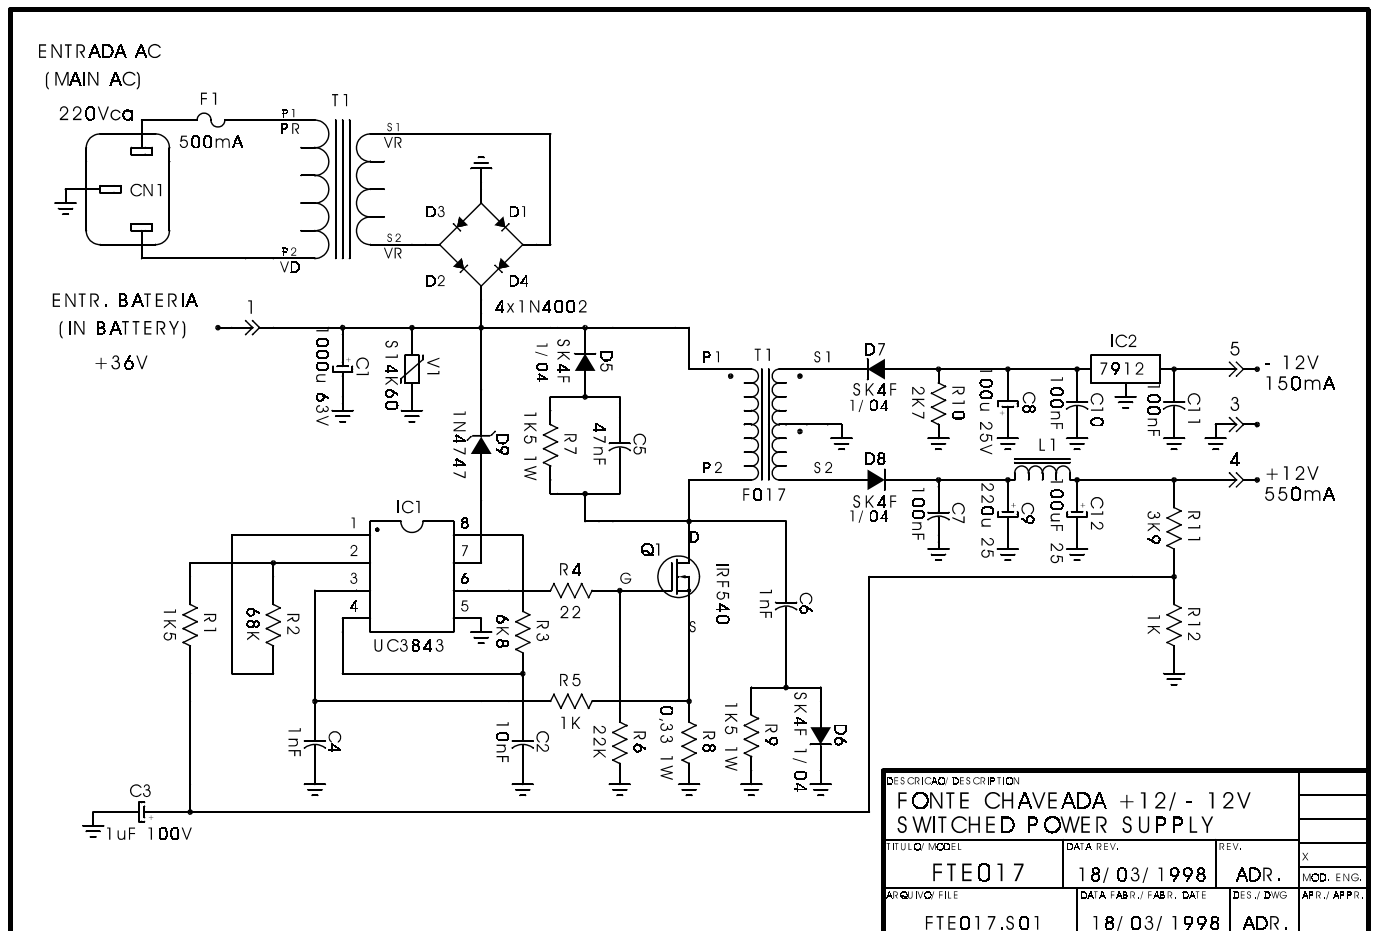 ENTRADA AC
(MAIN AC)
220Vca
F1
500mA
P1
PR
T1
S1
VR
CN1
P2
VD
S2
VR
D3
D1
D2
D4
4x1N4002
ENTR. BATERIA
(IN BATTERY)
+36V
1
1000u 63V
C1
S14K60
V1
1N4747
D9
SK4F
1/04
D5
1K5 1W
R7
47nF
C5
P1
T1
S1
P2
F017
S2
D7
SK4F
1/04
D8
SK4F
1/04
2K7
R10
100u 25V
C8
100nF
C10
IC2
7912
100nF
C11
5
- 12V
150mA
3
4
+12V
550mA
L1
100nF
C7
220u 25
C9
100uF 25
C12
3K9
R11
1K
R12
IC1
1
2
3
4
8
7
6
5
UC3843
1K5
R1
68K
R2
6K8
R3
R4
22
G
Q1
D
S
IRF540
1nF
C6
R5
1K
1nF
C4
10nF
C2
22K
R6
0,33 1W
R8
1K5 1W
R9
SK4F 1/04
D6
C3
1uF 100V
+
DESCRICAO/ DESCRIPTION
FONTE CHAVEADA +12/ - 12V
SWITCHED POWER SUPPLY
TITULO/ MODEL
FTE017
DATA REV.
18/ 03/ 1998
REV.
ADR.
X
MOD. ENG.
ARQUIVO/ FILE
FTE017.S01
DATA FABR./ FABR. DATE
18/ 03/ 1998
DES./ DWG
ADR.
APR./ APPR.